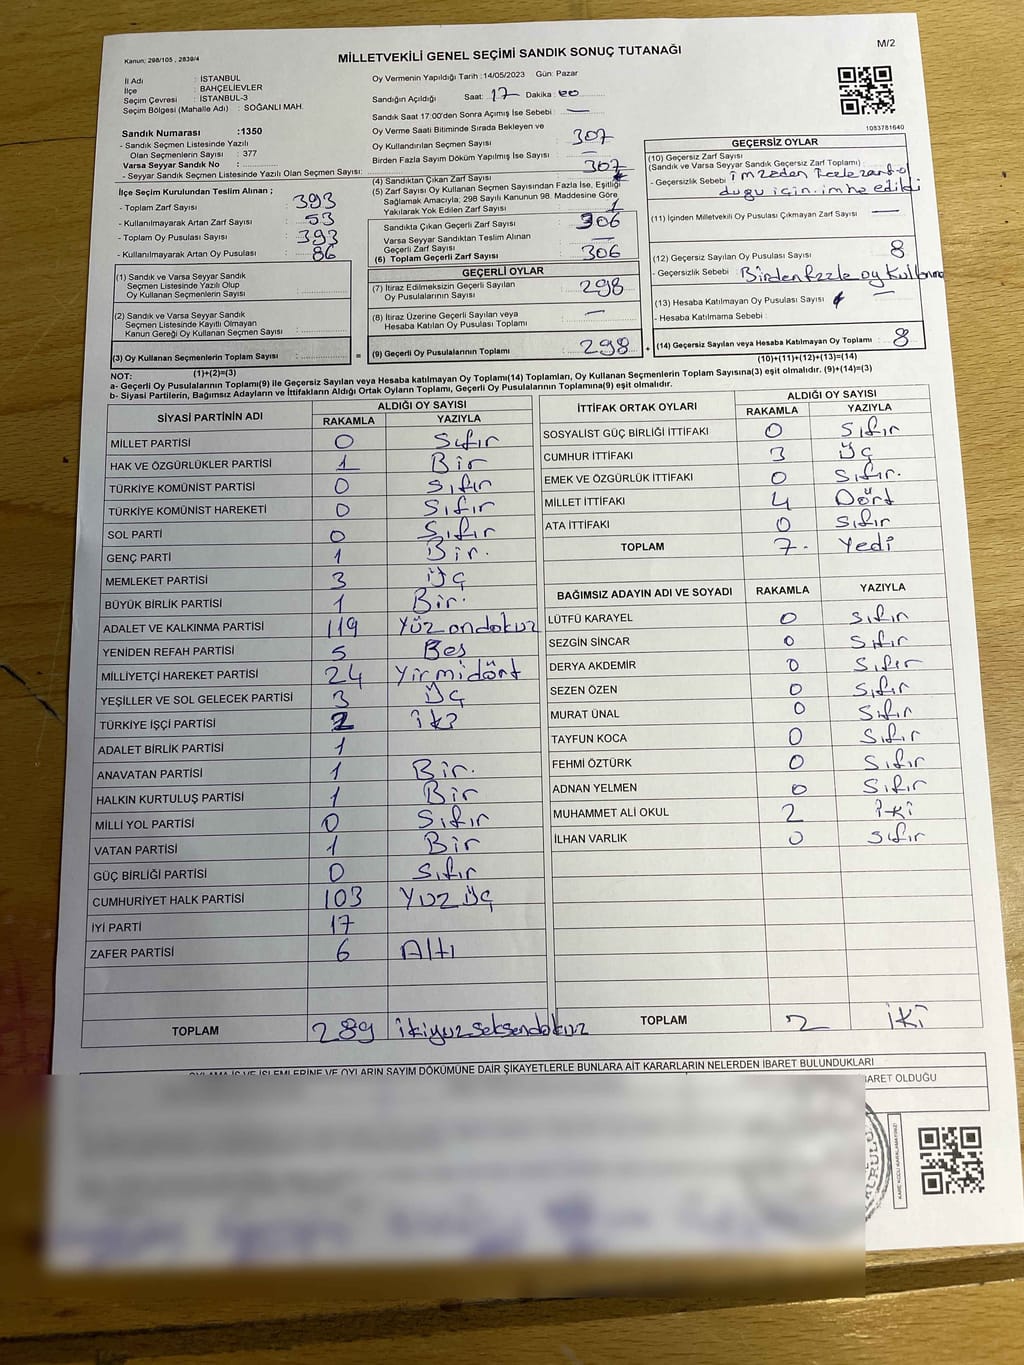 Kanun; 298/105 , 2839/4
MİLLETVEKİLİ GENEL SEÇİMİ SANDIK SONUÇ TUTANAĞI
M/2
İl Adı : İSTANBUL
İlçe : BAHÇELİEVLER
Seçim Çevresi : İSTANBUL-3
Seçim Bölgesi (Mahalle Adı) : SOĞANLI MAH.
Sandık Numarası :1350
- Sandık Seçmen Listesinde Yazılı
Olan Seçmenlerin Sayısı : 377
Varsa Seyyar Sandık No :
- Seyyar Sandık Seçmen Listesinde Yazılı Olan Seçmen Sayısı:
İlçe Seçim Kurulundan Teslim Alınan ;
- Toplam Zarf Sayısı : 393
- Kullanılmayarak Artan Zarf Sayısı : 53
- Toplam Oy Pusulası Sayısı : 393
- Kullanılmayarak Artan Oy Pusulası : 86
(1) Sandık ve Varsa Seyyar Sandık
Seçmen Listesinde Yazılı Olup
Oy Kullanan Seçmenlerin Sayısı :
(2) Sandık ve Varsa Seyyar Sandık
Seçmen Listesinde Kayıtlı Olmayan
Kanun Gereği Oy Kullanan Seçmen Sayısı :
(3) Oy Kullanan Seçmenlerin Toplam Sayısı :
(1)+(2)=(3)
Oy Vermenin Yapıldığı Tarih :14/05/2023 Gün: Pazar
Sandığın Açıldığı Saat: 17 Dakika: 00
Sandık Saat 17:00'den Sonra Açımış İse Sebebi : —
Oy Verme Saati Bitiminde Sırada Bekleyen ve
Oy Kullandırılan Seçmen Sayısı : 307
Birden Fazla Sayım Döküm Yapılmış İse Sayısı : —
(4) Sandıktan Çıkan Zarf Sayısı : 307
(5) Zarf Sayısı Oy Kullanan Seçmen Sayısından Fazla İse, Eşitliği
Sağlamak Amacıyla; 298 Sayılı Kanunun 98. Maddesine Göre
Yakılarak Yok Edilen Zarf Sayısı : 1
Sandıkta Çıkan Geçerli Zarf Sayısı : 306
Varsa Seyyar Sandıktan Teslim Alınan
Geçerli Zarf Sayısı : —
(6) Toplam Geçerli Zarf Sayısı : 306
GEÇERLİ OYLAR
(7) İtiraz Edilmeksizin Geçerli Sayılan
Oy Pusulalarının Sayısı : 298
(8) İtiraz Üzerine Geçerli Sayılan veya
Hesaba Katılan Oy Pusulası Toplamı : —
= (9) Geçerli Oy Pusulalarının Toplamı : 298 +
1083781640
GEÇERSİZ OYLAR
(10) Geçersiz Zarf Sayısı
(Sandık ve Varsa Seyyar Sandık Geçersiz Zarf Toplamı) :
- Geçersizlik Sebebi : imzadan fazla zarf ol
duğu için imha edildi
(11) İçinden Milletvekili Oy Pusulası Çıkmayan Zarf Sayısı : —
(12) Geçersiz Sayılan Oy Pusulası Sayısı : 8
- Geçersizlik Sebebi : Birden fazla oy kullanma
(13) Hesaba Katılmayan Oy Pusulası Sayısı : —
- Hesaba Katılmama Sebebi :
(14) Geçersiz Sayılan veya Hesaba Katılmayan Oy Toplamı : 8
(10)+(11)+(12)+(13)=(14)
NOT:
a- Geçerli Oy Pusulalarının Toplamı(9) ile Geçersiz Sayılan veya Hesaba katılmayan Oy Toplamı(14) Toplamları, Oy Kullanan Seçmenlerin Toplam Sayısına(3) eşit olmalıdır. (9)+(14)=(3)
b- Siyasi Partilerin, Bağımsız Adayların ve İttifakların Aldığı Ortak Oyların Toplamı, Geçerli Oy Pusulalarının Toplamına(9) eşit olmalıdır.
SİYASİ PARTİNİN ADI ALDIĞI OY SAYISI
RAKAMLA YAZIYLA
MİLLET PARTİSİ 0 Sıfır
HAK VE ÖZGÜRLÜKLER PARTİSİ 1 Bir
TÜRKİYE KOMÜNİST PARTİSİ 0 Sıfır
TÜRKİYE KOMÜNİST HAREKETİ 0 Sıfır
SOL PARTİ 0 Sıfır
GENÇ PARTİ 1 Bir.
MEMLEKET PARTİSİ 3 Üç
BÜYÜK BİRLİK PARTİSİ 1 Bir.
ADALET VE KALKINMA PARTİSİ 119 Yüz ondokuz
YENİDEN REFAH PARTİSİ 5 Beş
MİLLİYETÇİ HAREKET PARTİSİ 24 Yirmidört
YEŞİLLER VE SOL GELECEK PARTİSİ 3 Üç
TÜRKİYE İŞÇİ PARTİSİ 2 iki
ADALET BİRLİK PARTİSİ 1
ANAVATAN PARTİSİ 1 Bir.
HALKIN KURTULUŞ PARTİSİ 1 Bir
MİLLİ YOL PARTİSİ 0 Sıfır
VATAN PARTİSİ 1 Bir
GÜÇ BİRLİĞİ PARTİSİ 0 Sıfır
CUMHURİYET HALK PARTİSİ 103 Yüz üç
İYİ PARTİ 17
ZAFER PARTİSİ 6 Altı
TOPLAM 289 ikiyüz seksendokuz
İTTİFAK ORTAK OYLARI ALDIĞI OY SAYISI
RAKAMLA YAZIYLA
SOSYALİST GÜÇ BİRLİĞİ İTTİFAKI 0 Sıfır
CUMHUR İTTİFAKI 3 Üç
EMEK VE ÖZGÜRLÜK İTTİFAKI 0 Sıfır.
MİLLET İTTİFAKI 4 Dört
ATA İTTİFAKI 0 Sıfır
TOPLAM 7. Yedi
BAĞIMSIZ ADAYIN ADI VE SOYADI RAKAMLA YAZIYLA
LÜTFÜ KARAYEL 0 Sıfır
SEZGİN SİNCAR 0 Sıfır
DERYA AKDEMİR 0 Sıfır
SEZEN ÖZEN 0 Sıfır
MURAT ÜNAL 0 Sıfır
TAYFUN KOCA 0 Sıfır
FEHMİ ÖZTÜRK 0 Sıfır
ADNAN YELMEN 0 Sıfır
MUHAMMET ALİ OKUL 2 iki
İLHAN VARLIK 0 Sıfır
TOPLAM 2 iki
OYLAMA İŞ VE İŞLEMLERİNE VE OYLARIN SAYIM DÖKÜMÜNE DAİR ŞİKAYETLERLE BUNLARA AİT KARARLARIN NELERDEN İBARET BULUNDUKLARI
BARET OLDUĞU